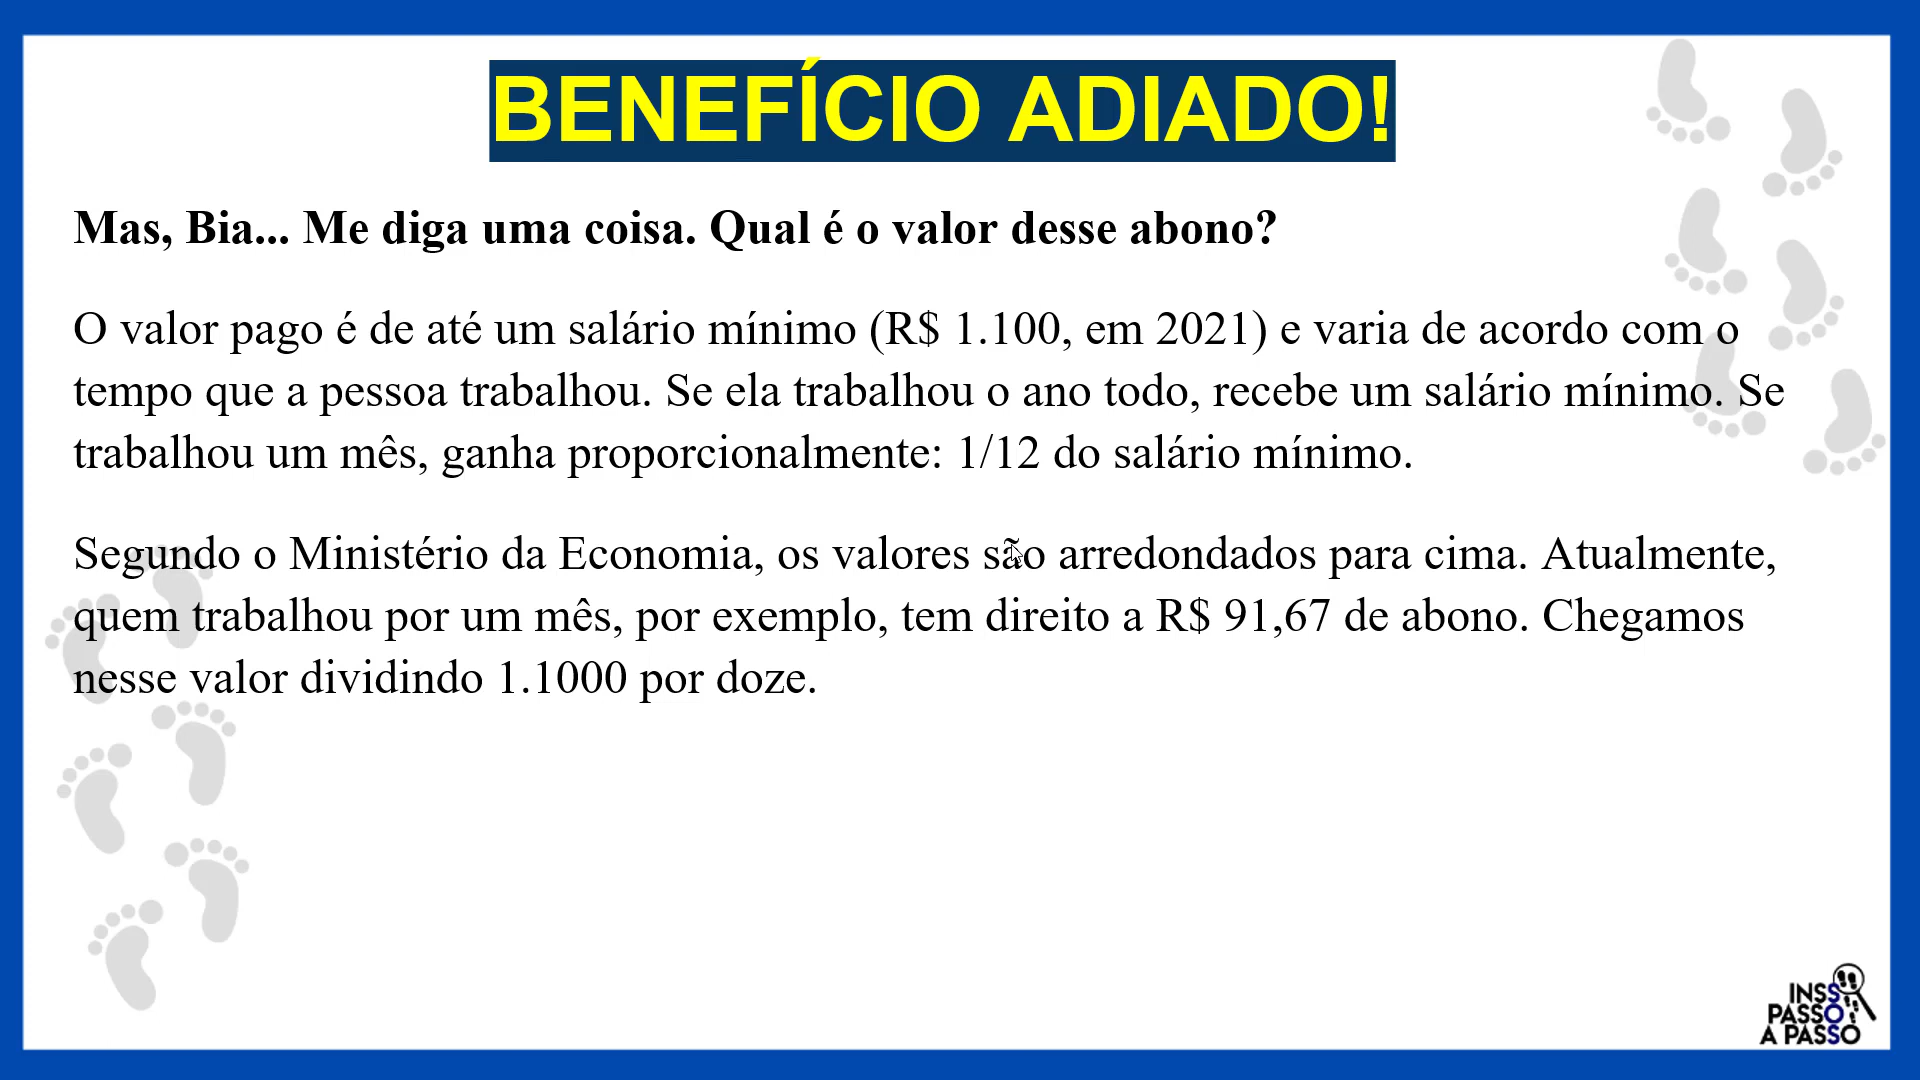 BENEFÍCIO ADIADO!
Mas, Bia... Me diga uma coisa. Qual é o valor desse abono?
O valor pago é de até um salário mínimo (R$ 1.100, em 2021) e varia de acordo com o
tempo que a pessoa trabalhou. Se ela trabalhou o ano todo, recebe um salário mínimo. Se
trabalhou um mês, ganha proporcionalmente: 1/12 do salário mínimo.
Segundo o Ministério da Economia, os valores são arredondados para cima. Atualmente,
quem trabalhou por um mês, por exemplo, tem direito a R$ 91,67 de abono. Chegamos
nesse valor dividindo 1.1000 por doze.
INSS
PASSO
A PASSO